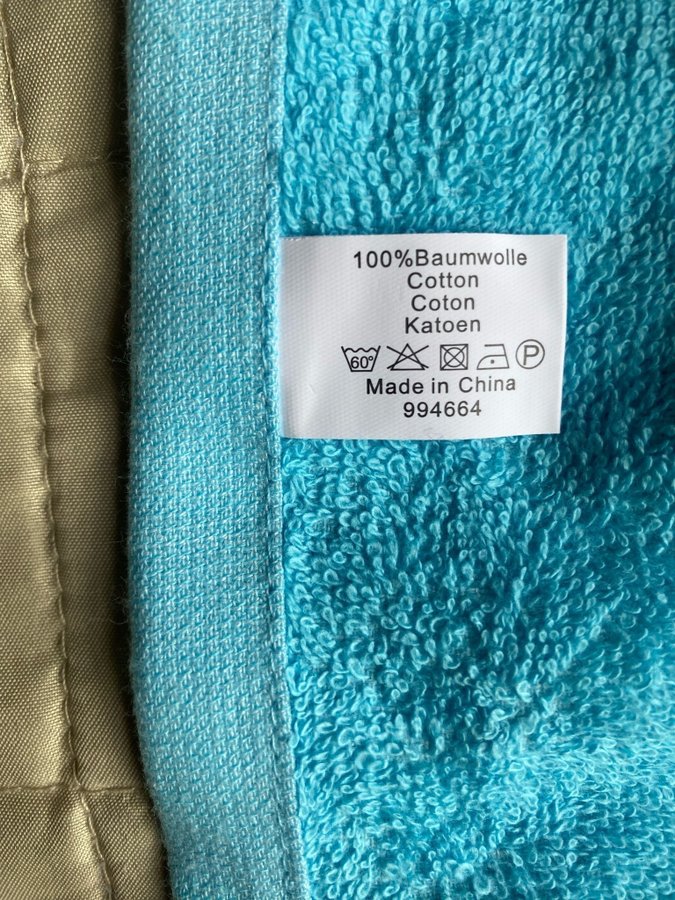 100%Baumwolle
Cotton
Coton
Katoen
60° P
Made in China
994664